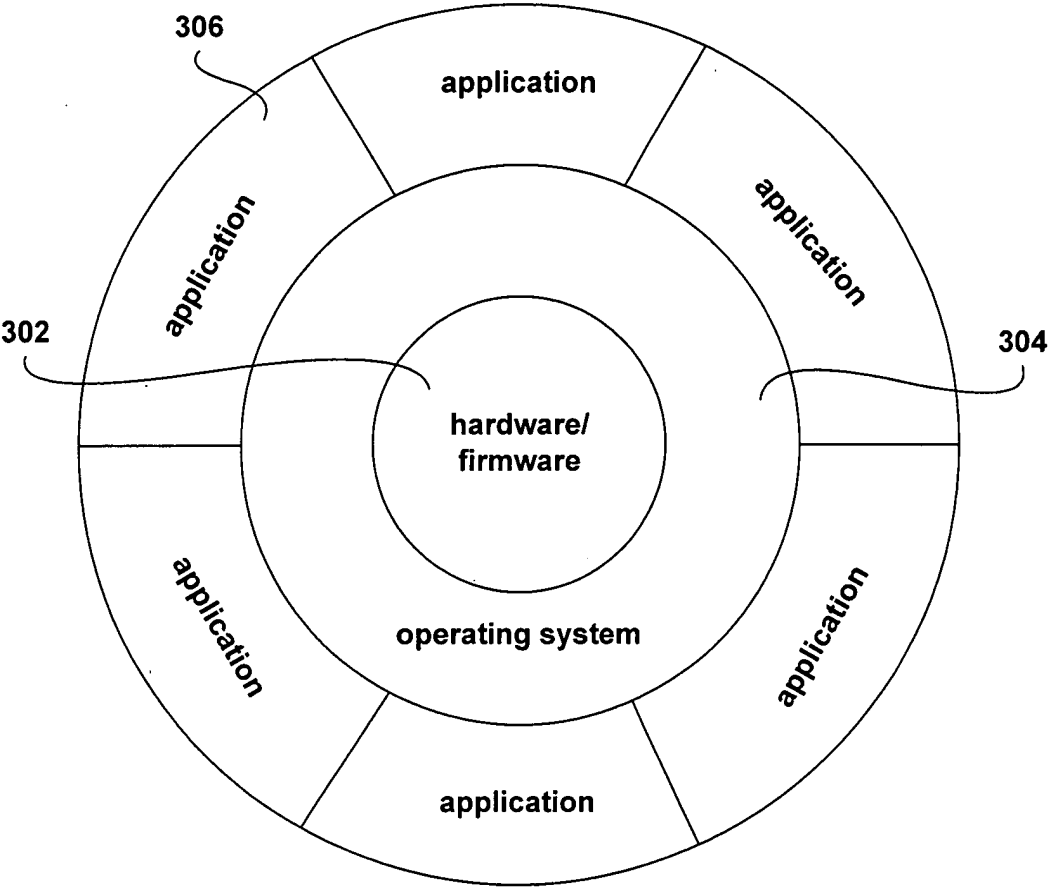 306
application
application
application
302
304
hardware/
firmware
operating system
application
application
application